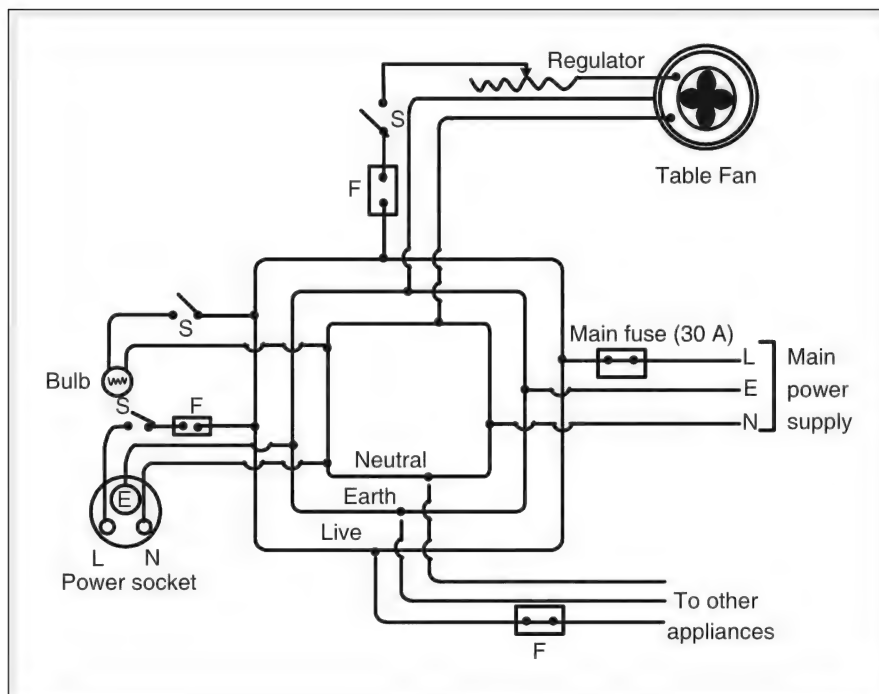 Regulator
S
Table Fan
F
S
Main fuse (30 A)
L
Main
Bulb
E
power
S
F
N
supply
Neutral
E
Earth
Live
L
N
Power socket
To other
appliances
F